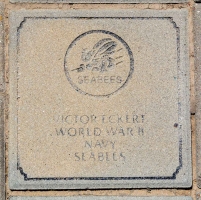 SEABEES
VICTOR ECKERT
WORLD WAR II
NAVY
SEABEES